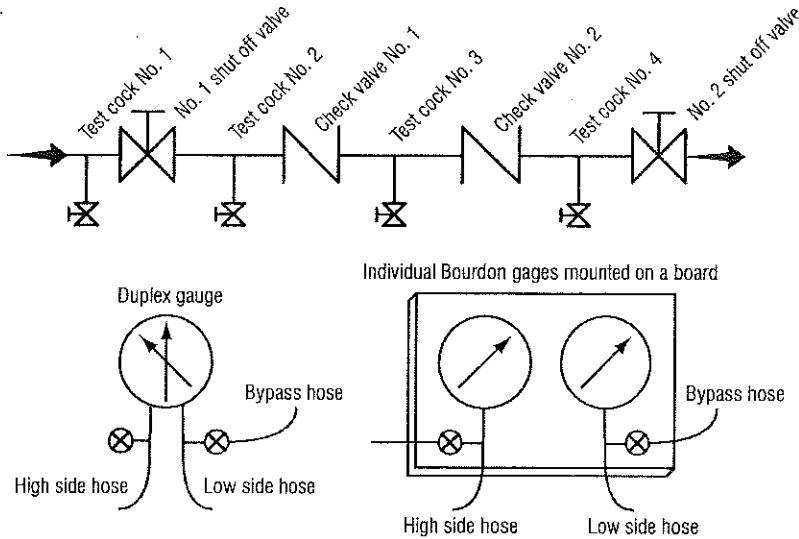 Test cock No. 1
No. 1 shut off valve
Test cock No. 2
Check valve No. 1
Test cock No. 3
Check valve No. 2
Test cock No. 4
No. 2 shut off valve
Duplex gauge
Bypass hose
High side hose
Low side hose
Individual Bourdon gages mounted on a board
Bypass hose
High side hose
Low side hose